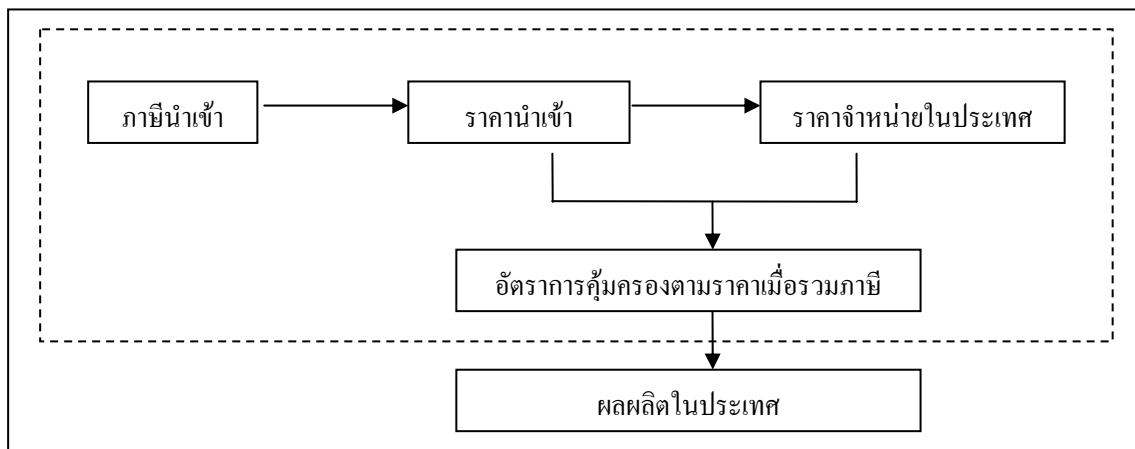 ภาษีนำเข้า
ราคานำเข้า
ราคาจำหน่ายในประเทศ
อัตราการคุ้มครองตามราคาเมื่อรวมภาษี
ผลผลิตในประเทศ